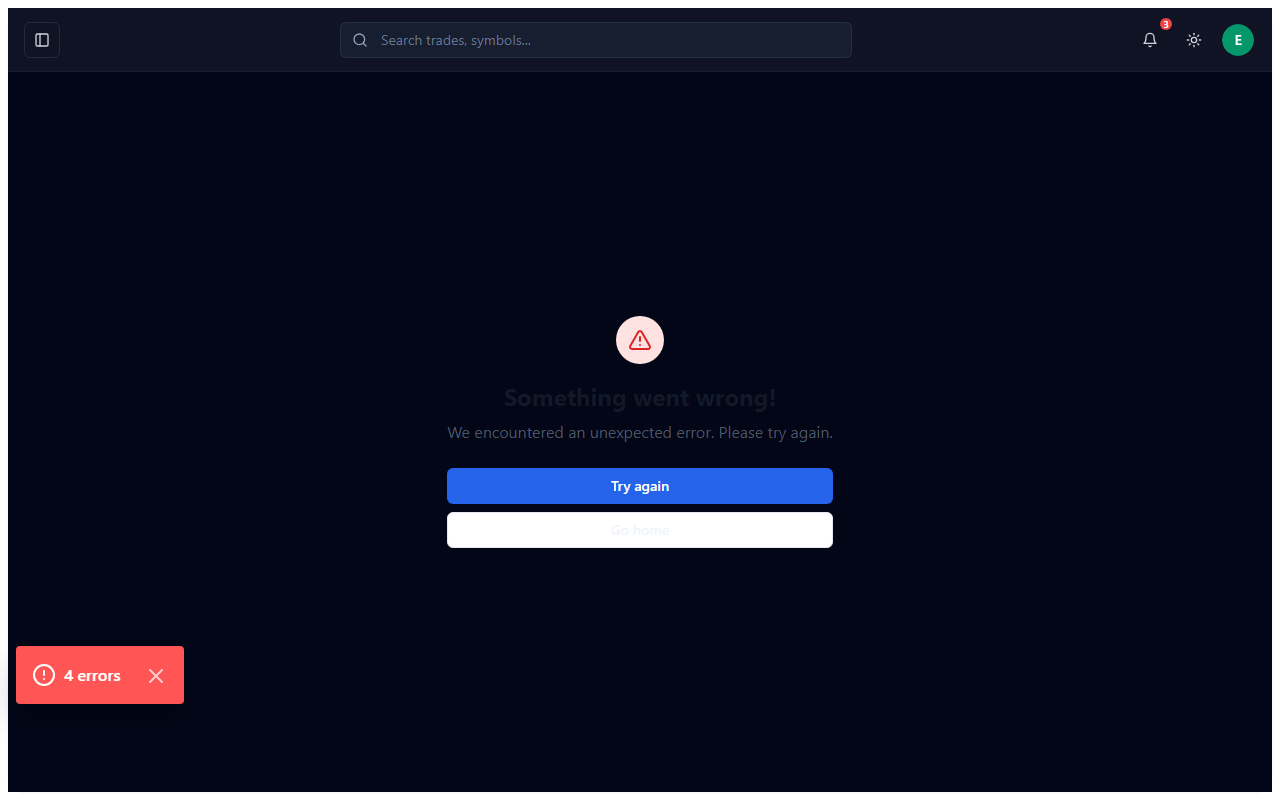 Search trades, symbols...
3
E
Something went wrong!
We encountered an unexpected error. Please try again.
Try again
Go home
4 errors